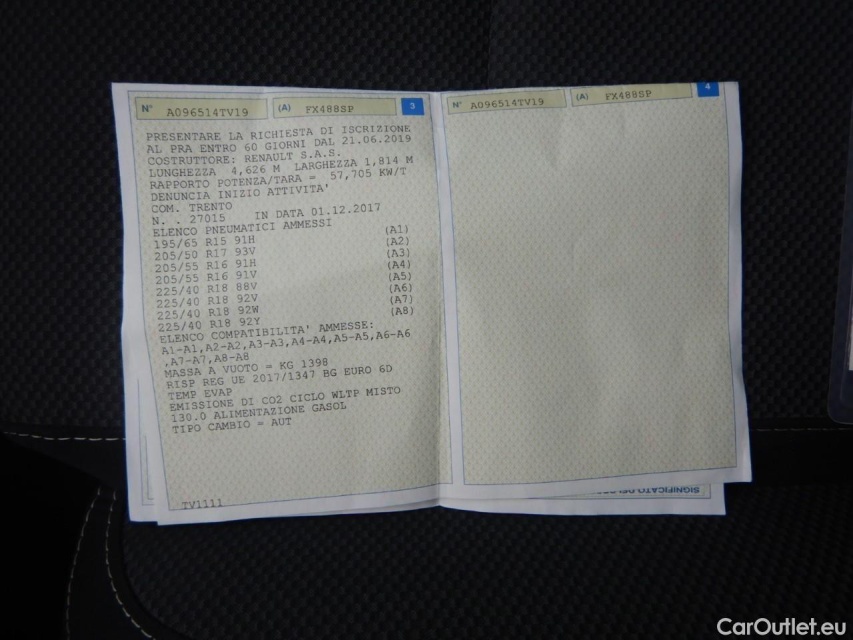 N° A096514TV19 (A) FX488SP 3
PRESENTARE LA RICHIESTA DI ISCRIZIONE
AL PRA ENTRO 60 GIORNI DAL 21.06.2019
COSTRUTTORE: RENAULT S.A.S.
LUNGHEZZA 4,626 M LARGHEZZA 1,814 M
RAPPORTO POTENZA/TARA = 57,705 KW/T
DENUNCIA INIZIO ATTIVITA'
COM. TRENTO
N. . 27015 IN DATA 01.12.2017
ELENCO PNEUMATICI AMMESSI
195/65 R15 91H (A1)
205/50 R17 93V (A2)
205/55 R16 91H (A3)
205/55 R16 91V (A4)
225/40 R18 88V (A5)
225/40 R18 92V (A6)
225/40 R18 92W (A7)
225/40 R18 92Y (A8)
ELENCO COMPATIBILITA' AMMESSE:
A1-A1,A2-A2,A3-A3,A4-A4,A5-A5,A6-A6
,A7-A7,A8-A8
MASSA A VUOTO = KG 1398
RISP REG UE 2017/1347 BG EURO 6D
TEMP EVAP
EMISSIONE DI CO2 CICLO WLTP MISTO
130.0 ALIMENTAZIONE GASOL
TIPO CAMBIO = AUT
TV1111
N° A096514TV19 (A) FX488SP 4
SIGNIFICATO
CarOutlet.eu